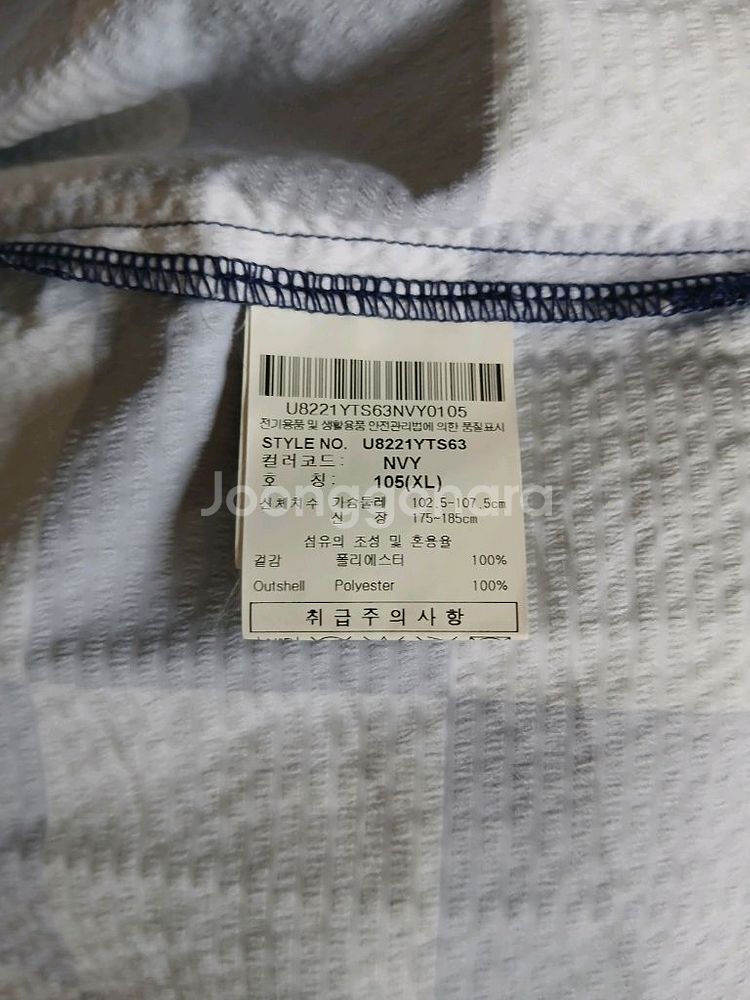 U8221YTS63NVY0105
전기용품 및 생활용품 안전관리법에 의한 품질표시
STYLE NO. U8221YTS63
컬러코드: NVY
호 칭: 105(XL)
Joonggonara
신체치수 가슴둘레 102.5~107.5cm
신 장 175~185cm
섬유의 조성 및 혼용율
겉감 폴리에스터 100%
Outshell Polyester 100%
취급주의사항